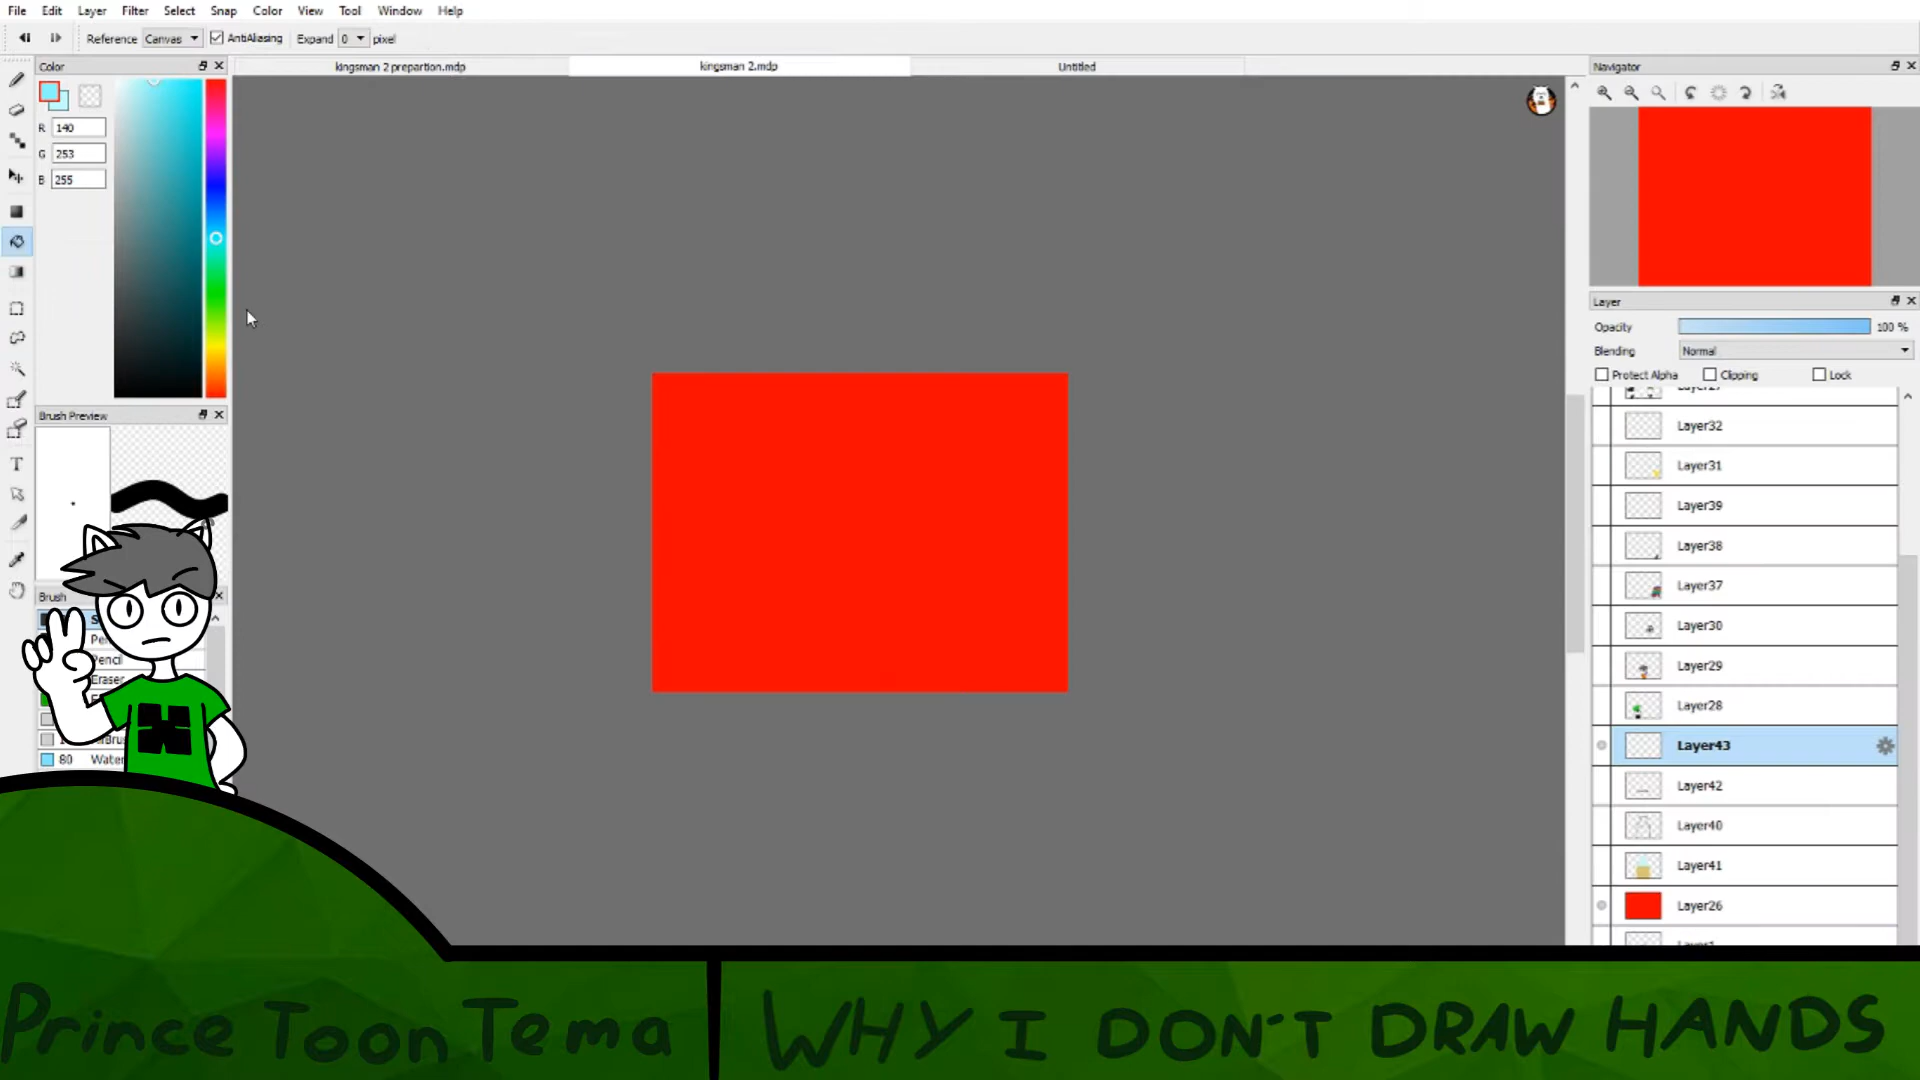 File Edit Layer Filter Select Snap Color View Tool Window Help
Reference Canvas AntiAliasing Expand 0 pixel
Color
kingsman 2 prepartion.mdp kingsman 2.mdp Untitled
Navigator
R 140
G 253
B 255
Layer
Opacity 100 %
Blending Normal
Protect Alpha Clipping Lock
Brush Preview
Layer32
Layer31
Layer39
Layer38
Layer37
Layer30
Layer29
Layer28
Layer43
Layer42
Layer40
Layer41
Layer26
Brush
Pencil
Eraser
80 Water
Prince Toon Tema
WHY I DON'T DRAW HANDS